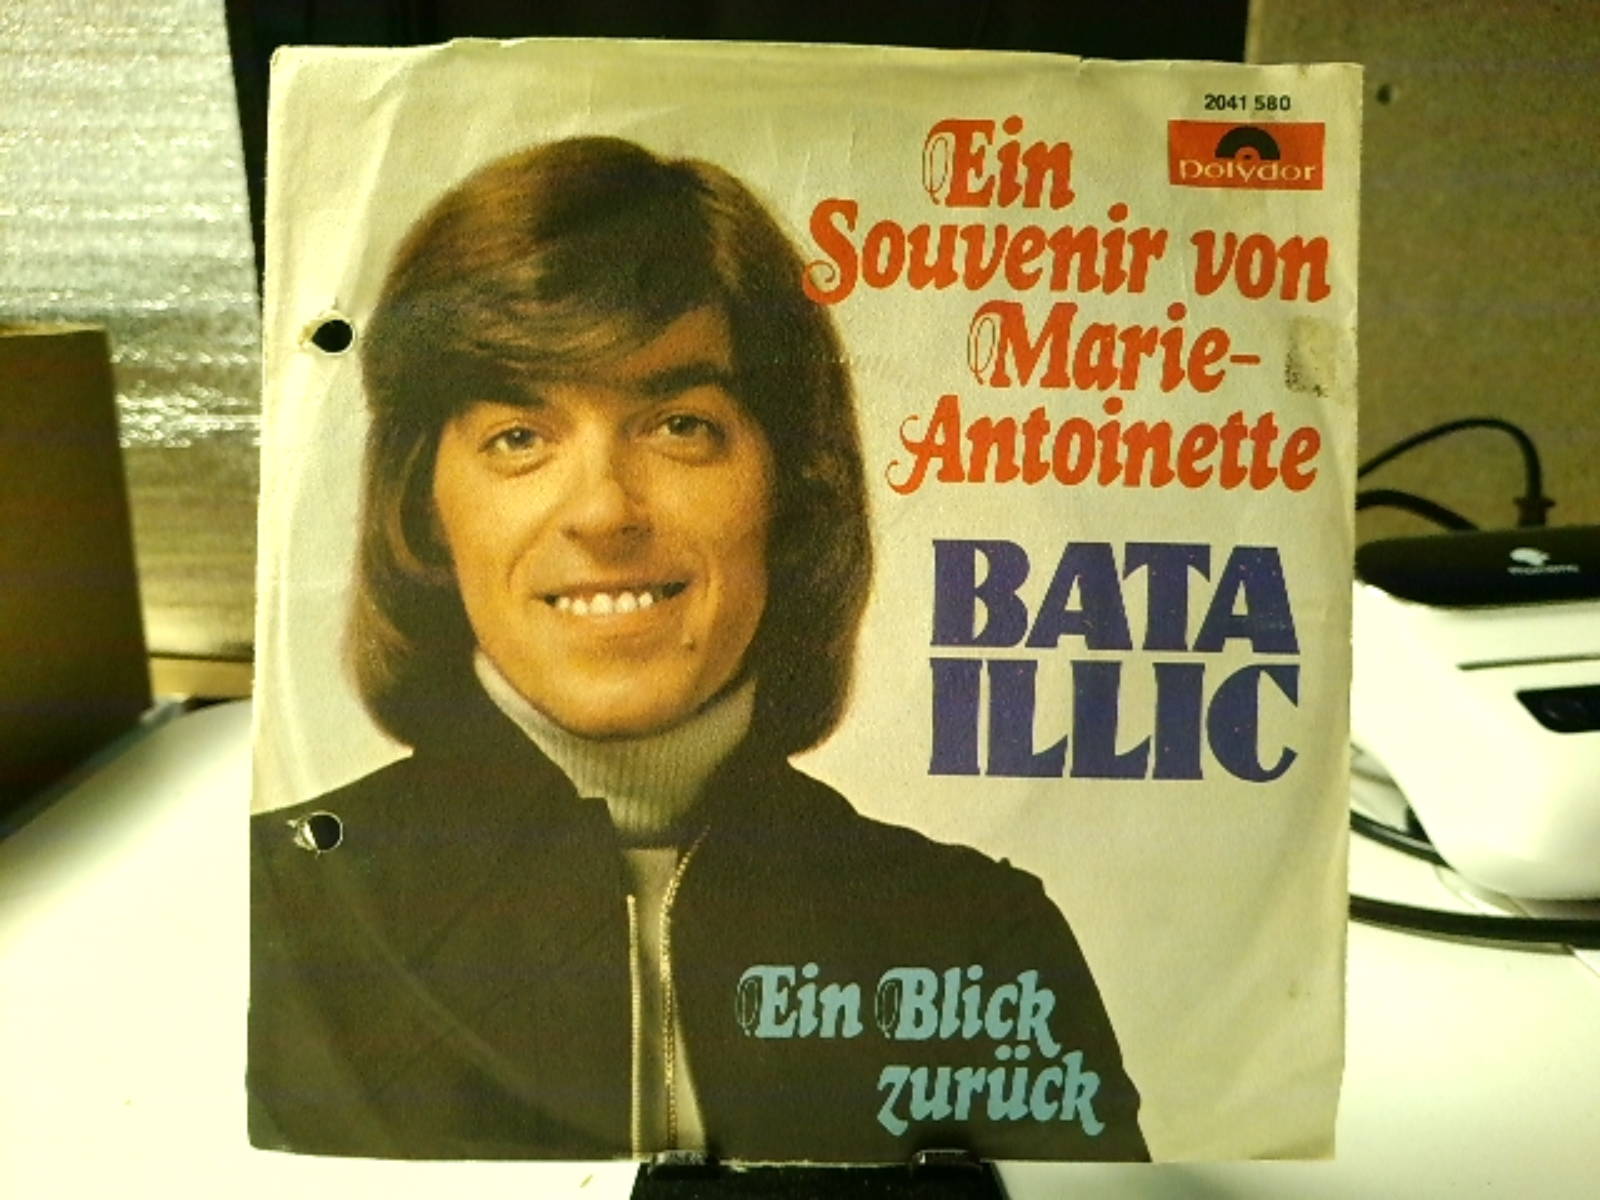 2041 580
polydor
Ein
Souvenir von
Marie-
Antoinette
BATA
ILLIC
Ein Blick
zurück